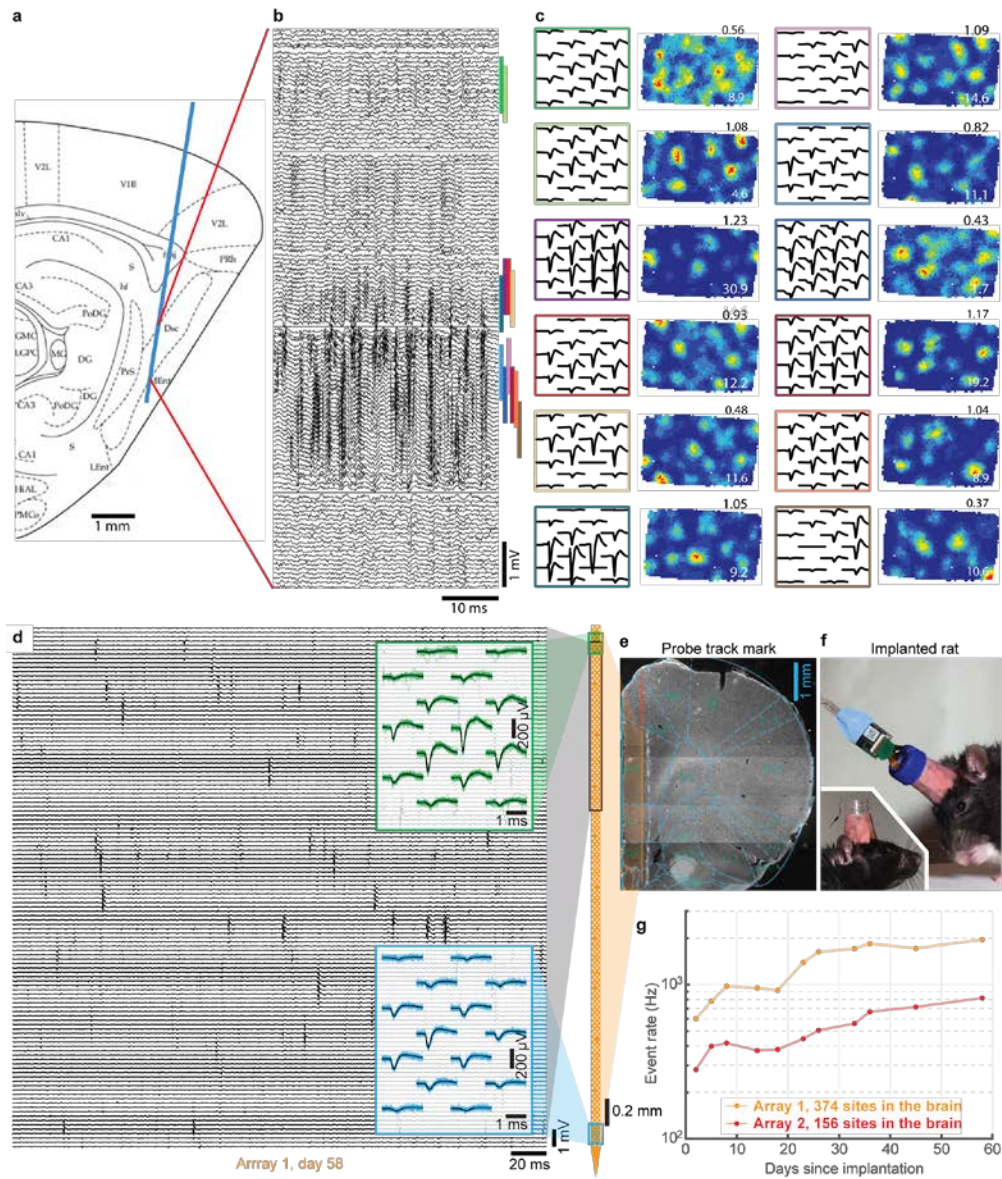 a
V2L
V1B
V2L
CA1
S
PRh
CA3
PoDG
Dsc
GMC
LGPC
MG
DG
PrS
MEnt
CA3
DG
PoDG
S
CA1
LEnt
PMCo
1 mm
b
1 mV
10 ms
c
0.56
8.9
1.09
14.6
1.08
4.6
0.82
11.1
1.23
30.9
0.43
1.7
0.93
12.2
1.17
19.2
0.48
11.6
1.04
8.9
1.05
9.2
0.37
10.6
d
200 µV
1 ms
200 µV
1 ms
1 mV
20 ms
Arrray 1, day 58
0.2 mm
e
Probe track mark
1 mm
f
Implanted rat
g
Event rate (Hz)
10³
10²
Array 1, 374 sites in the brain
Array 2, 156 sites in the brain
0 10 20 30 40 50 60
Days since implantation